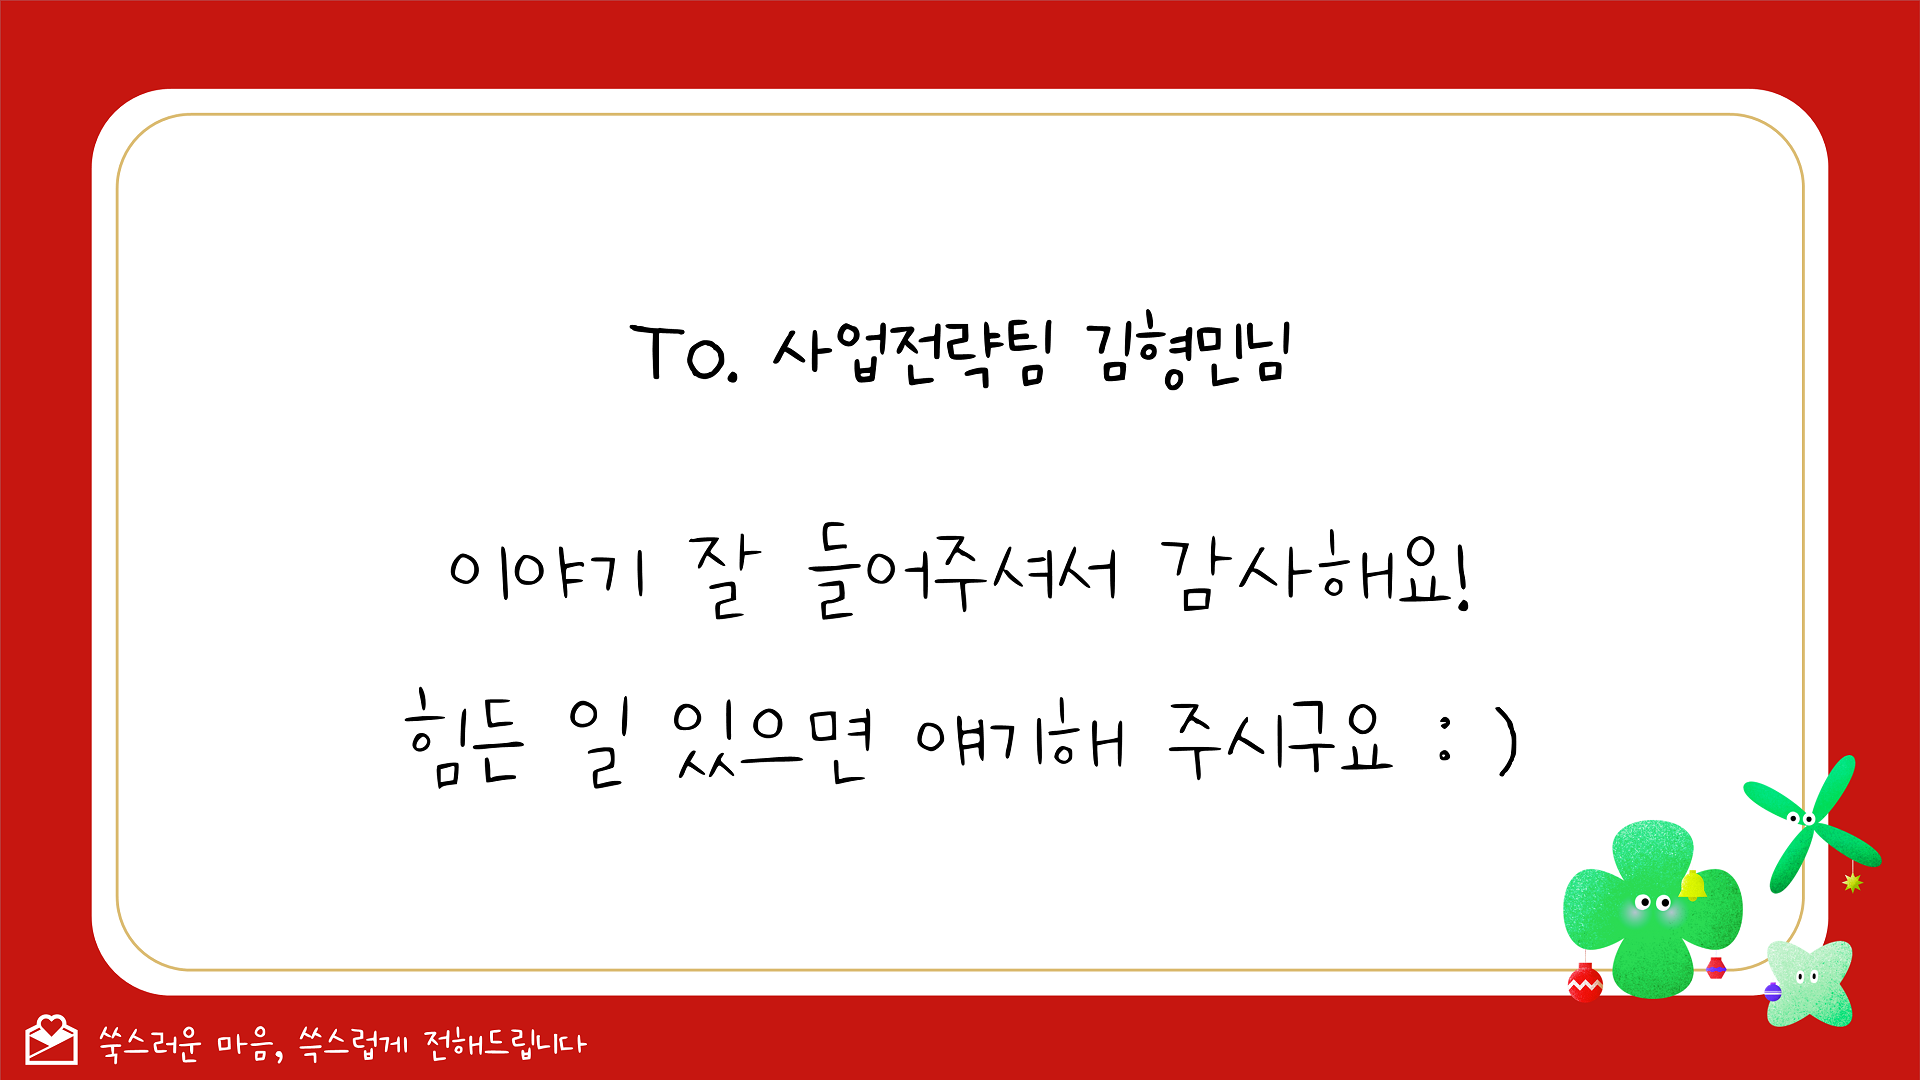 To. 사업전략팀 김형민님
이야기 잘 들어주셔서 감사해요!
힘든 일 있으면 얘기해 주시구요 : )
쑥스러운 마음, 쓱스럽게 전해드립니다